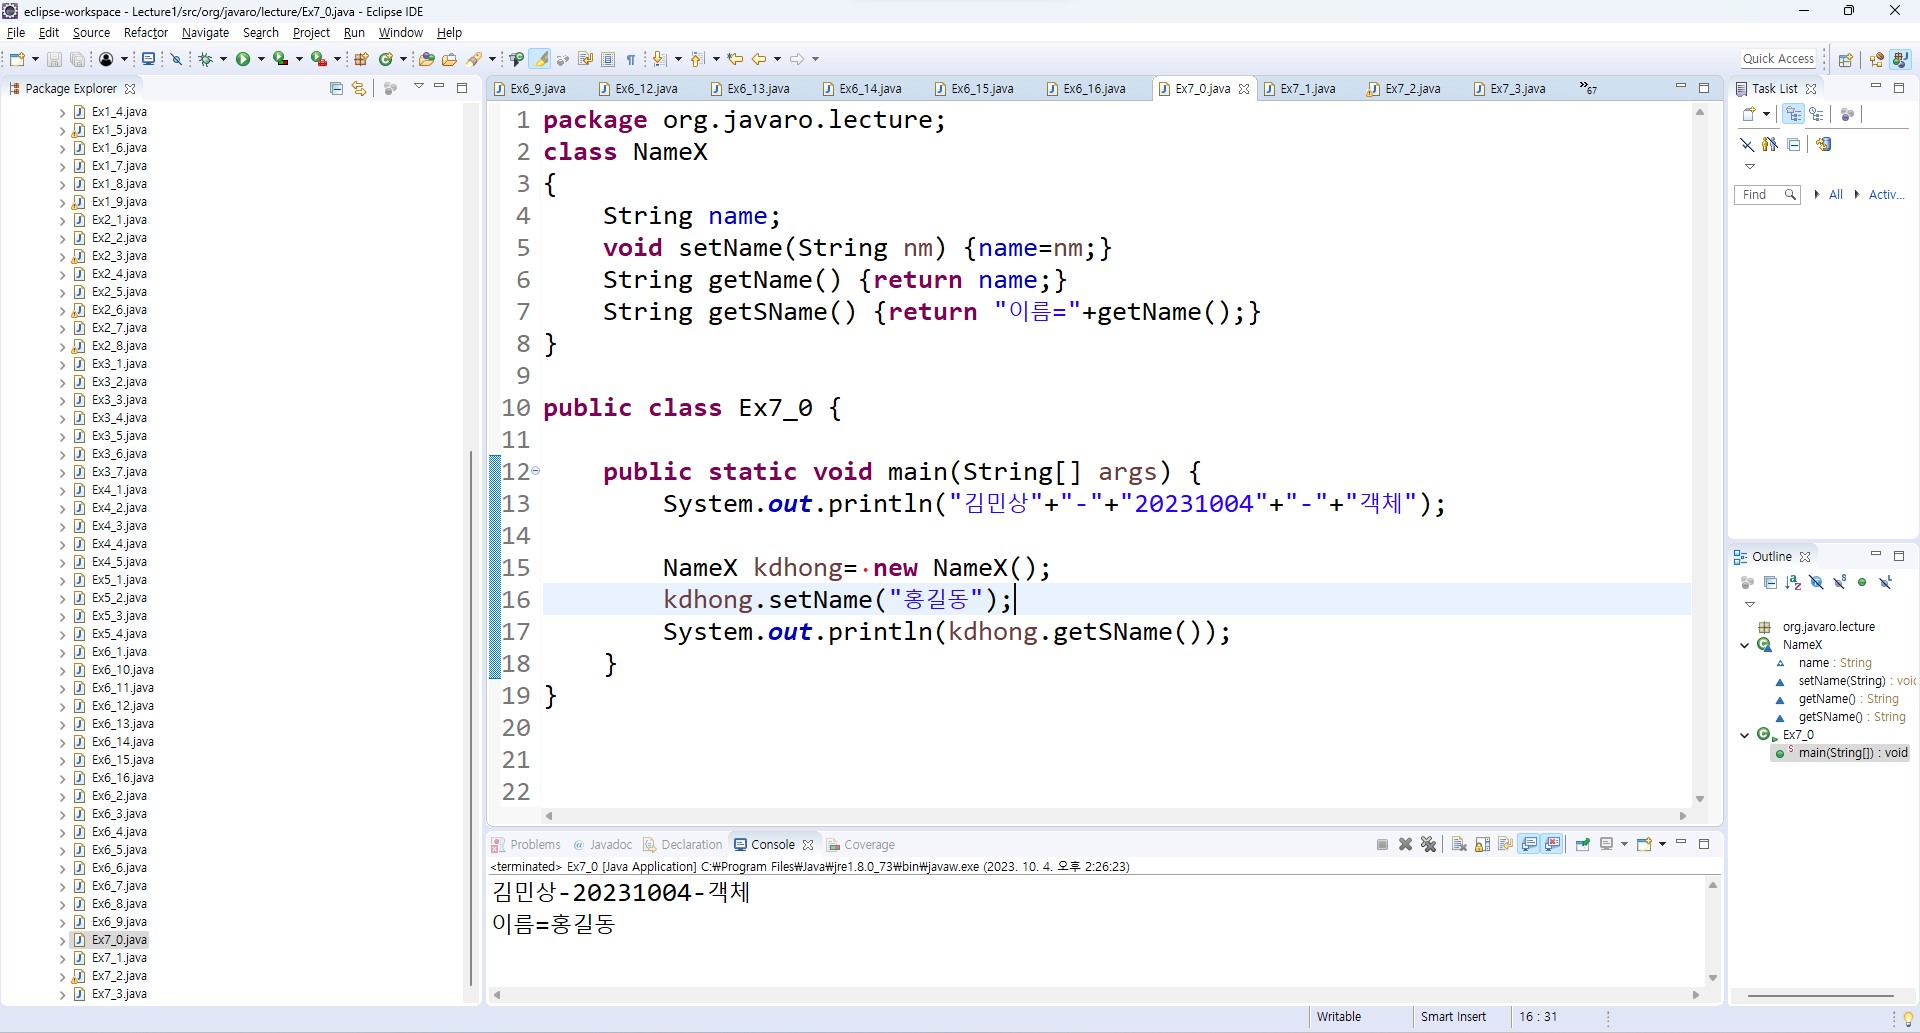 eclipse-workspace - Lecture1/src/org/javaro/lecture/Ex7_0.java - Eclipse IDE
File Edit Source Refactor Navigate Search Project Run Window Help
Quick Access
Package Explorer
Ex1_4.java
Ex1_5.java
Ex1_6.java
Ex1_7.java
Ex1_8.java
Ex1_9.java
Ex2_1.java
Ex2_2.java
Ex2_3.java
Ex2_4.java
Ex2_5.java
Ex2_6.java
Ex2_7.java
Ex2_8.java
Ex3_1.java
Ex3_2.java
Ex3_3.java
Ex3_4.java
Ex3_5.java
Ex3_6.java
Ex3_7.java
Ex4_1.java
Ex4_2.java
Ex4_3.java
Ex4_4.java
Ex4_5.java
Ex5_1.java
Ex5_2.java
Ex5_3.java
Ex5_4.java
Ex6_1.java
Ex6_10.java
Ex6_11.java
Ex6_12.java
Ex6_13.java
Ex6_14.java
Ex6_15.java
Ex6_16.java
Ex6_2.java
Ex6_3.java
Ex6_4.java
Ex6_5.java
Ex6_6.java
Ex6_7.java
Ex6_8.java
Ex6_9.java
Ex7_0.java
Ex7_1.java
Ex7_2.java
Ex7_3.java
Ex6_9.java Ex6_12.java Ex6_13.java Ex6_14.java Ex6_15.java Ex6_16.java Ex7_0.java Ex7_1.java Ex7_2.java Ex7_3.java »67
1 package org.javaro.lecture;
2 class NameX
3 {
4     String name;
5     void setName(String nm) {name=nm;}
6     String getName() {return name;}
7     String getSName() {return "이름="+getName();}
8 }
9
10 public class Ex7_0 {
11
12     public static void main(String[] args) {
13         System.out.println("김민상"+"-"+"20231004"+"-"+"객체");
14
15         NameX kdhong= new NameX();
16         kdhong.setName("홍길동");
17         System.out.println(kdhong.getSName());
18     }
19 }
20
21
22
Problems Javadoc Declaration Console Coverage
<terminated> Ex7_0 [Java Application] C:₩Program Files₩Java₩jre1.8.0_73₩bin₩javaw.exe (2023. 10. 4. 오후 2:26:23)
김민상-20231004-객체
이름=홍길동
Task List
Find All Activ...
Outline
org.javaro.lecture
NameX
name : String
setName(String) : void
getName() : String
getSName() : String
Ex7_0
main(String[]) : void
Writable Smart Insert 16 : 31